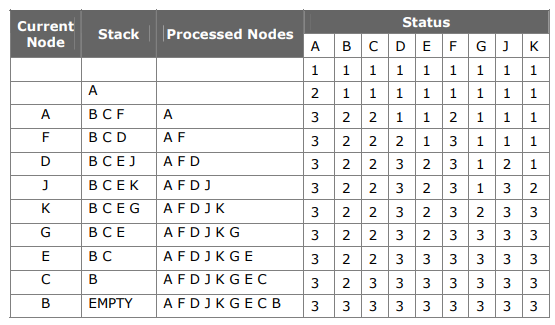 Current Node Stack Processed Nodes Status
A B C D E F G J K
1 1 1 1 1 1 1 1 1
A 2 1 1 1 1 1 1 1 1
A B C F A 3 2 2 1 1 2 1 1 1
F B C D A F 3 2 2 2 1 3 1 1 1
D B C E J A F D 3 2 2 3 2 3 1 2 1
J B C E K A F D J 3 2 2 3 2 3 1 3 2
K B C E G A F D J K 3 2 2 3 2 3 2 3 3
G B C E A F D J K G 3 2 2 3 2 3 3 3 3
E B C A F D J K G E 3 2 2 3 3 3 3 3 3
C B A F D J K G E C 3 2 3 3 3 3 3 3 3
B EMPTY A F D J K G E C B 3 3 3 3 3 3 3 3 3